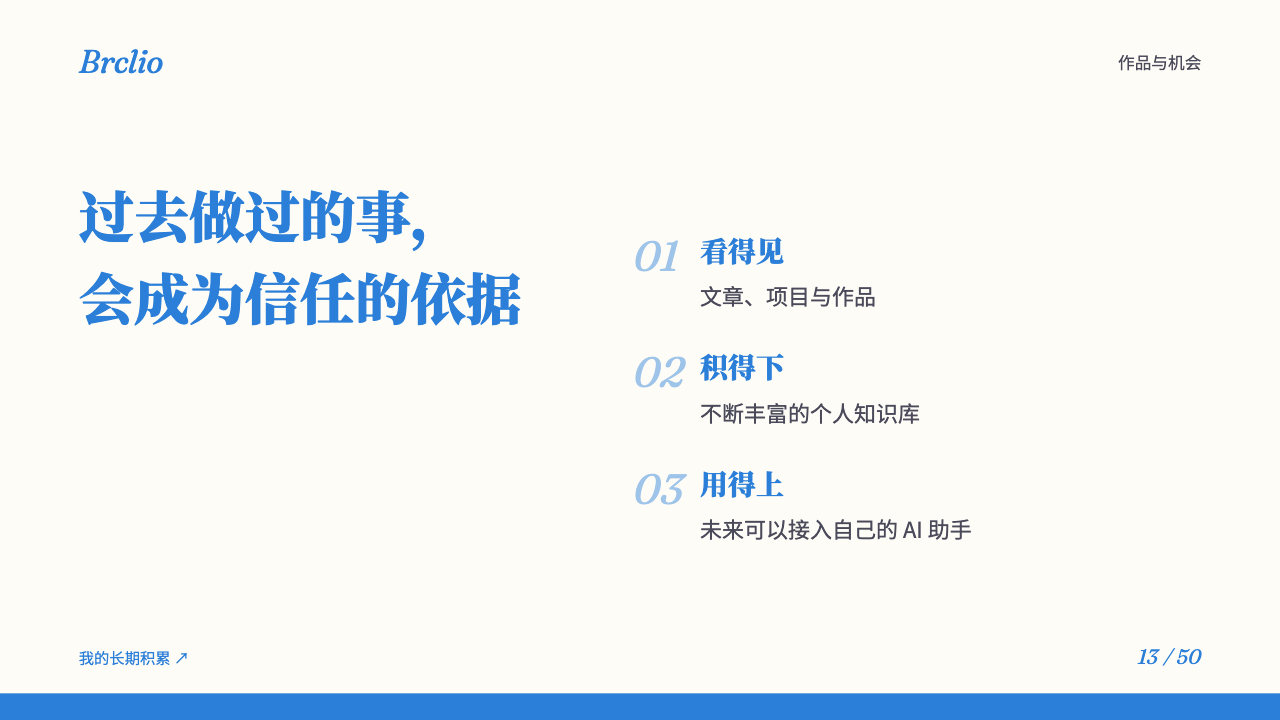 Brclio
作品与机会
过去做过的事，
会成为信任的依据
01 看得见
文章、项目与作品
02 积得下
不断丰富的个人知识库
03 用得上
未来可以接入自己的 AI 助手
我的长期积累 ↗
13 / 50